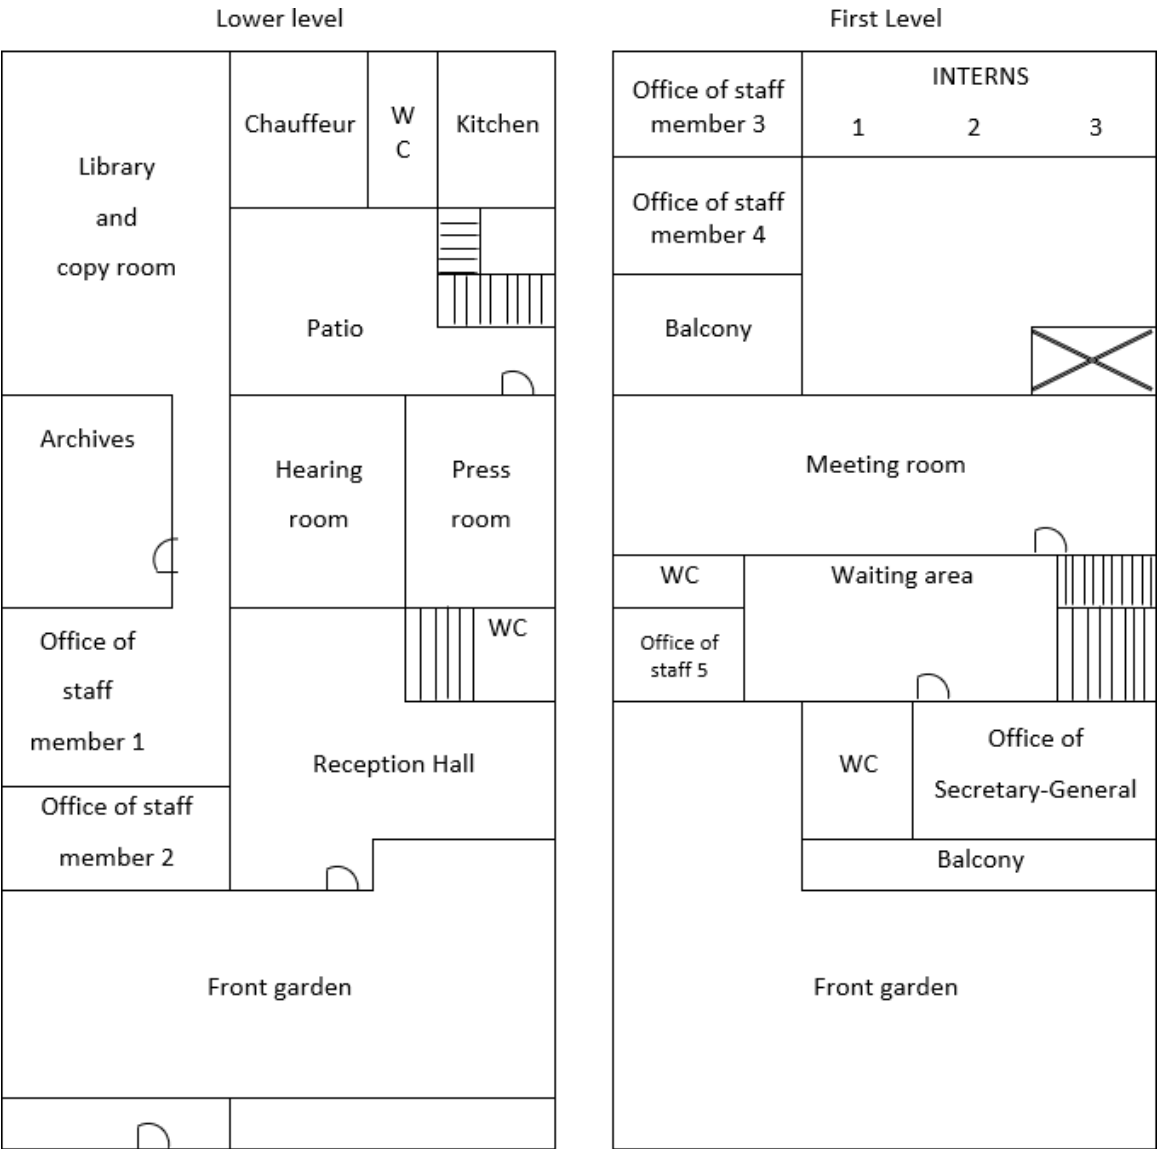 Lower level
Chauffeur
W
C
Kitchen
Library
and
copy room
Patio
Archives
Hearing
room
Press
room
Office of
staff
member 1
WC
Reception Hall
Office of staff
member 2
Front garden
First Level
Office of staff
member 3
INTERNS
1 2 3
Office of staff
member 4
Balcony
Meeting room
WC
Waiting area
Office of
staff 5
WC
Office of
Secretary-General
Balcony
Front garden